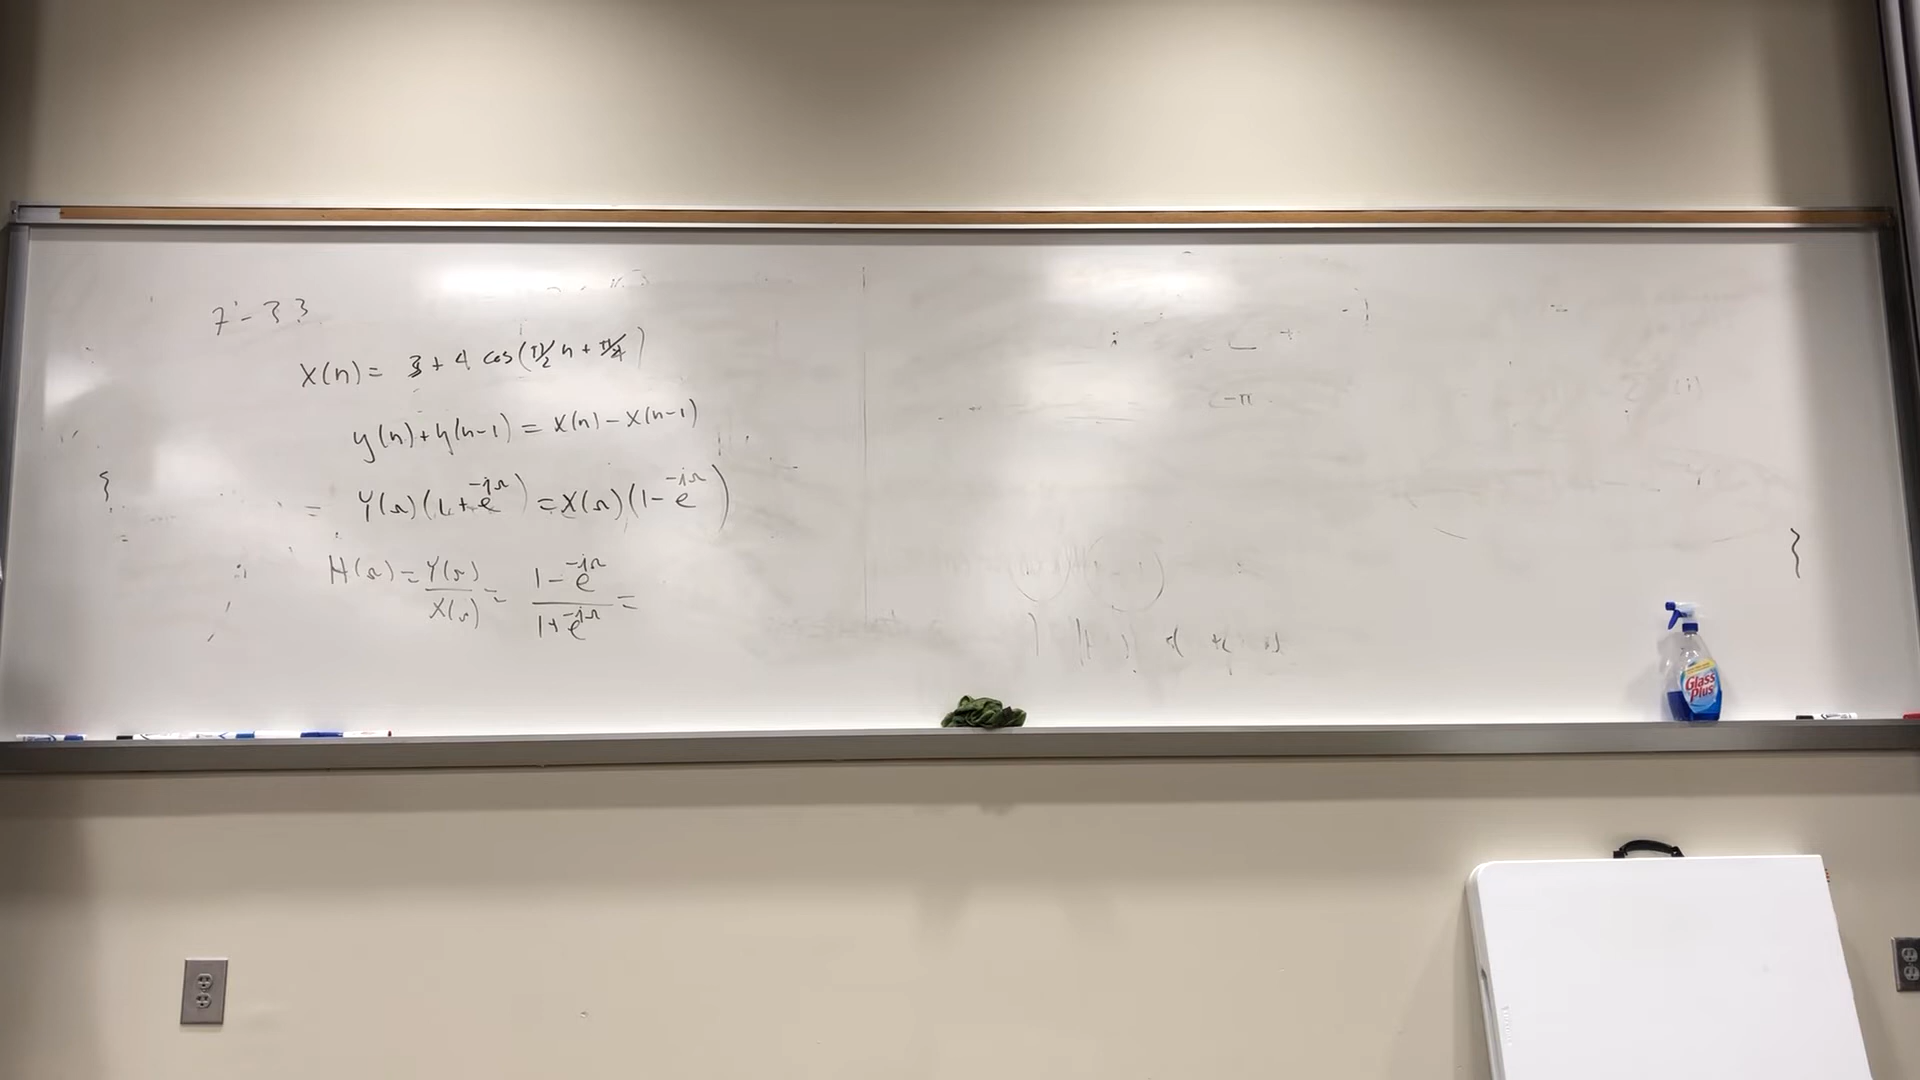 7-33
X(n) = 3 + 4 cos(π/2 n + π/4)
y(n) + y(n-1) = x(n) - x(n-1)
= Y(Ω)(1 + e^-jΩ) = X(Ω)(1 - e^-jΩ)
H(Ω) = Y(Ω)/X(Ω) = 1 - e^-jΩ / 1 + e^-jΩ =
-π
Glass
Plus